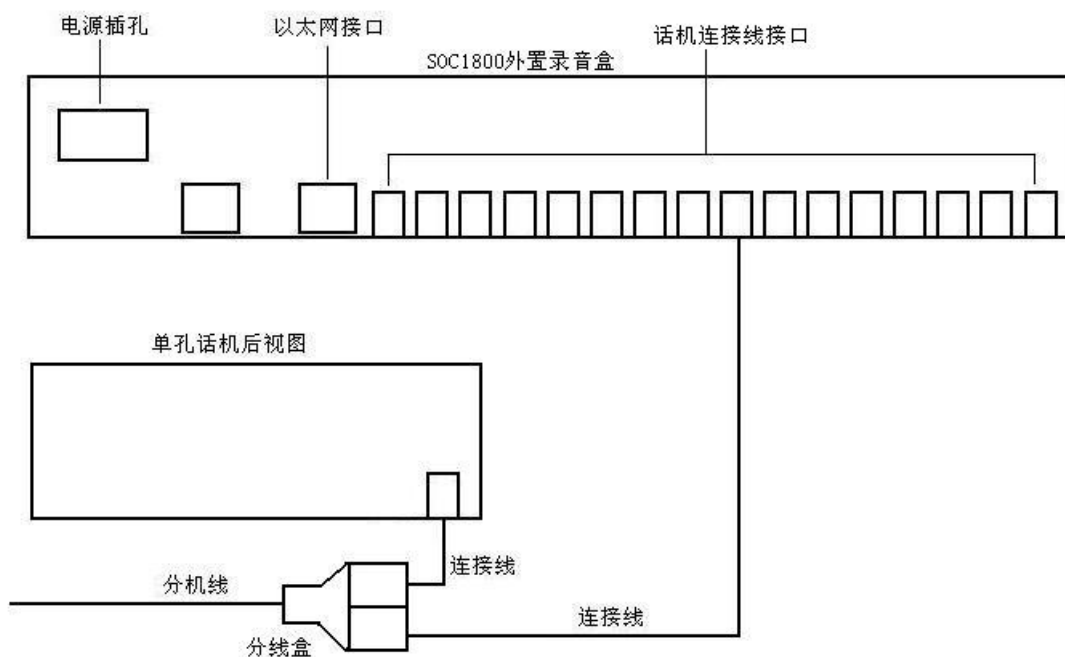 电源插孔
以太网接口
话机连接线接口
SOC1800外置录音盒
单孔话机后视图
连接线
分机线
连接线
分线盒